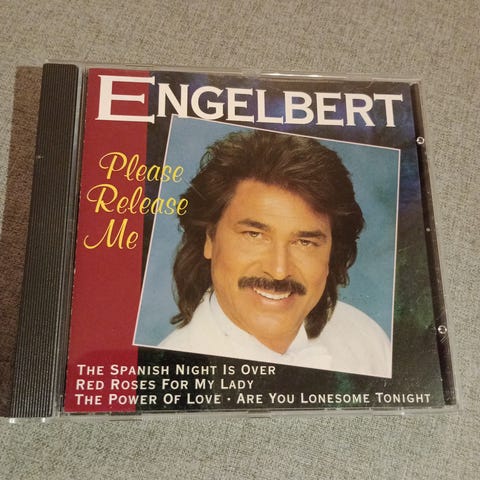 ENGELBERT
Please
Release
Me
THE SPANISH NIGHT IS OVER
RED ROSES FOR MY LADY
THE POWER OF LOVE · ARE YOU LONESOME TONIGHT